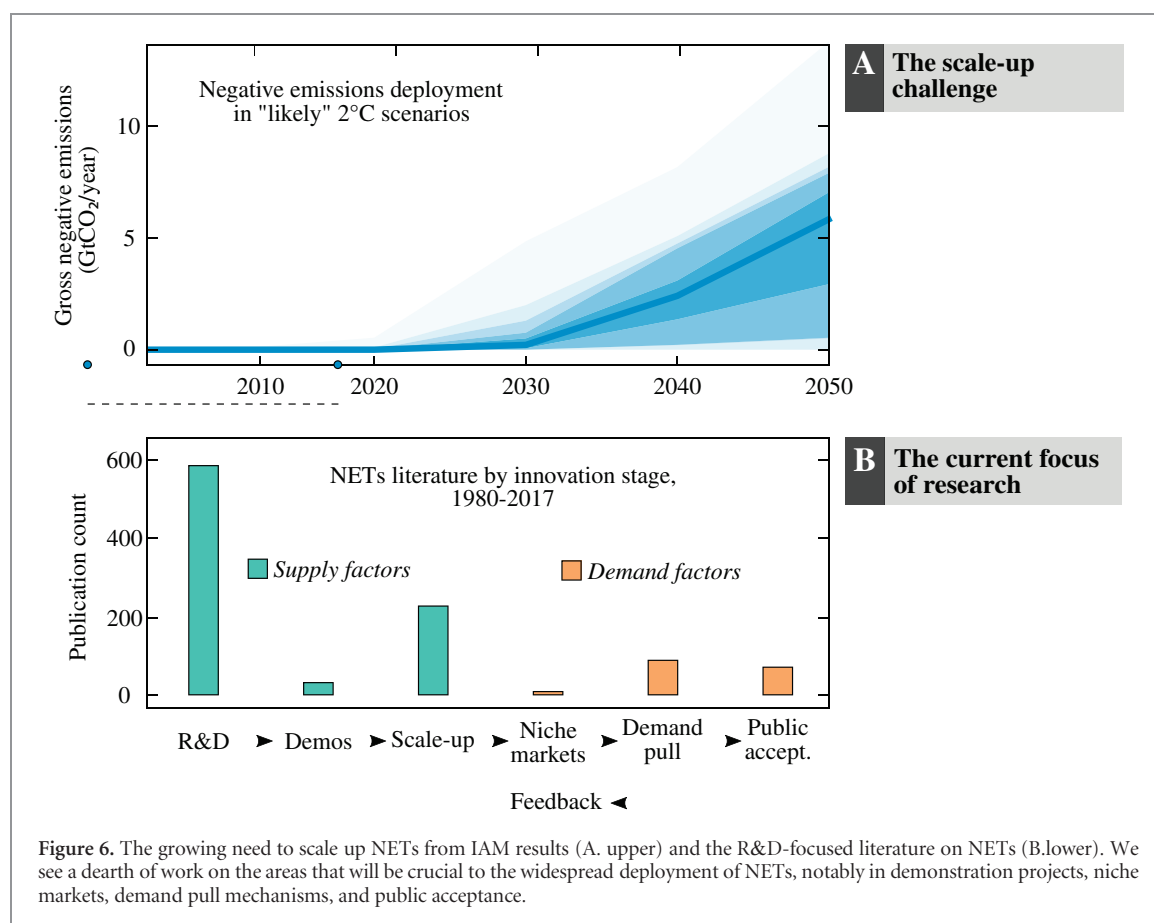 A
The scale-up
challenge
Negative emissions deployment
in "likely" 2°C scenarios
Gross negative emissions
(GtCO₂/year)
10
5
0
2010
2020
2030
2040
2050
B
The current focus
of research
NETs literature by innovation stage,
1980-2017
Publication count
600
400
200
0
Supply factors
Demand factors
R&D
Demos
Scale-up
Niche
markets
Demand
pull
Public
accept.
Feedback
Figure 6. The growing need to scale up NETs from IAM results (A. upper) and the R&D-focused literature on NETs (B.lower). We
see a dearth of work on the areas that will be crucial to the widespread deployment of NETs, notably in demonstration projects, niche
markets, demand pull mechanisms, and public acceptance.